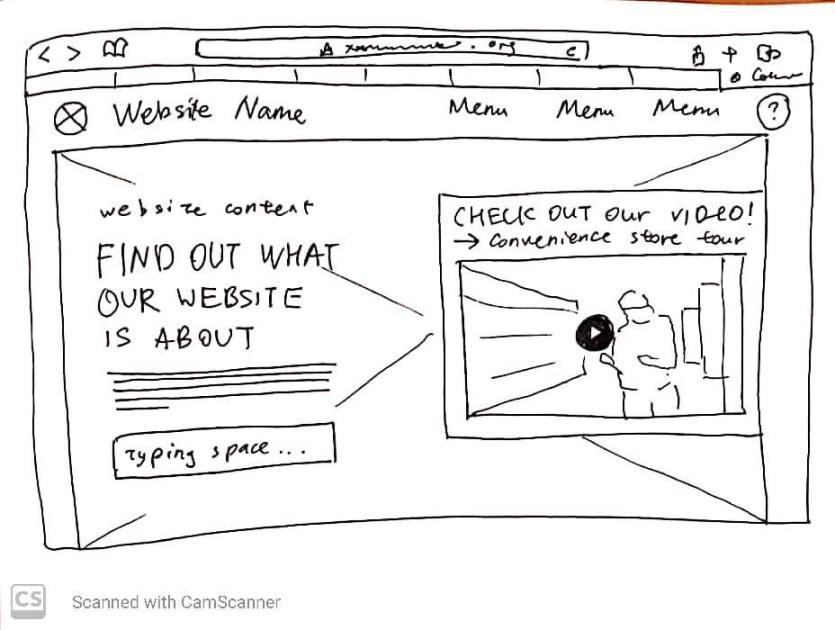 .org
Website Name
Menu Menu Menu ?
website content
FIND OUT WHAT
OUR WEBSITE
IS ABOUT
Typing space...
CHECK OUT OUR VIDEO!
→ convenience store tour
CS Scanned with CamScanner